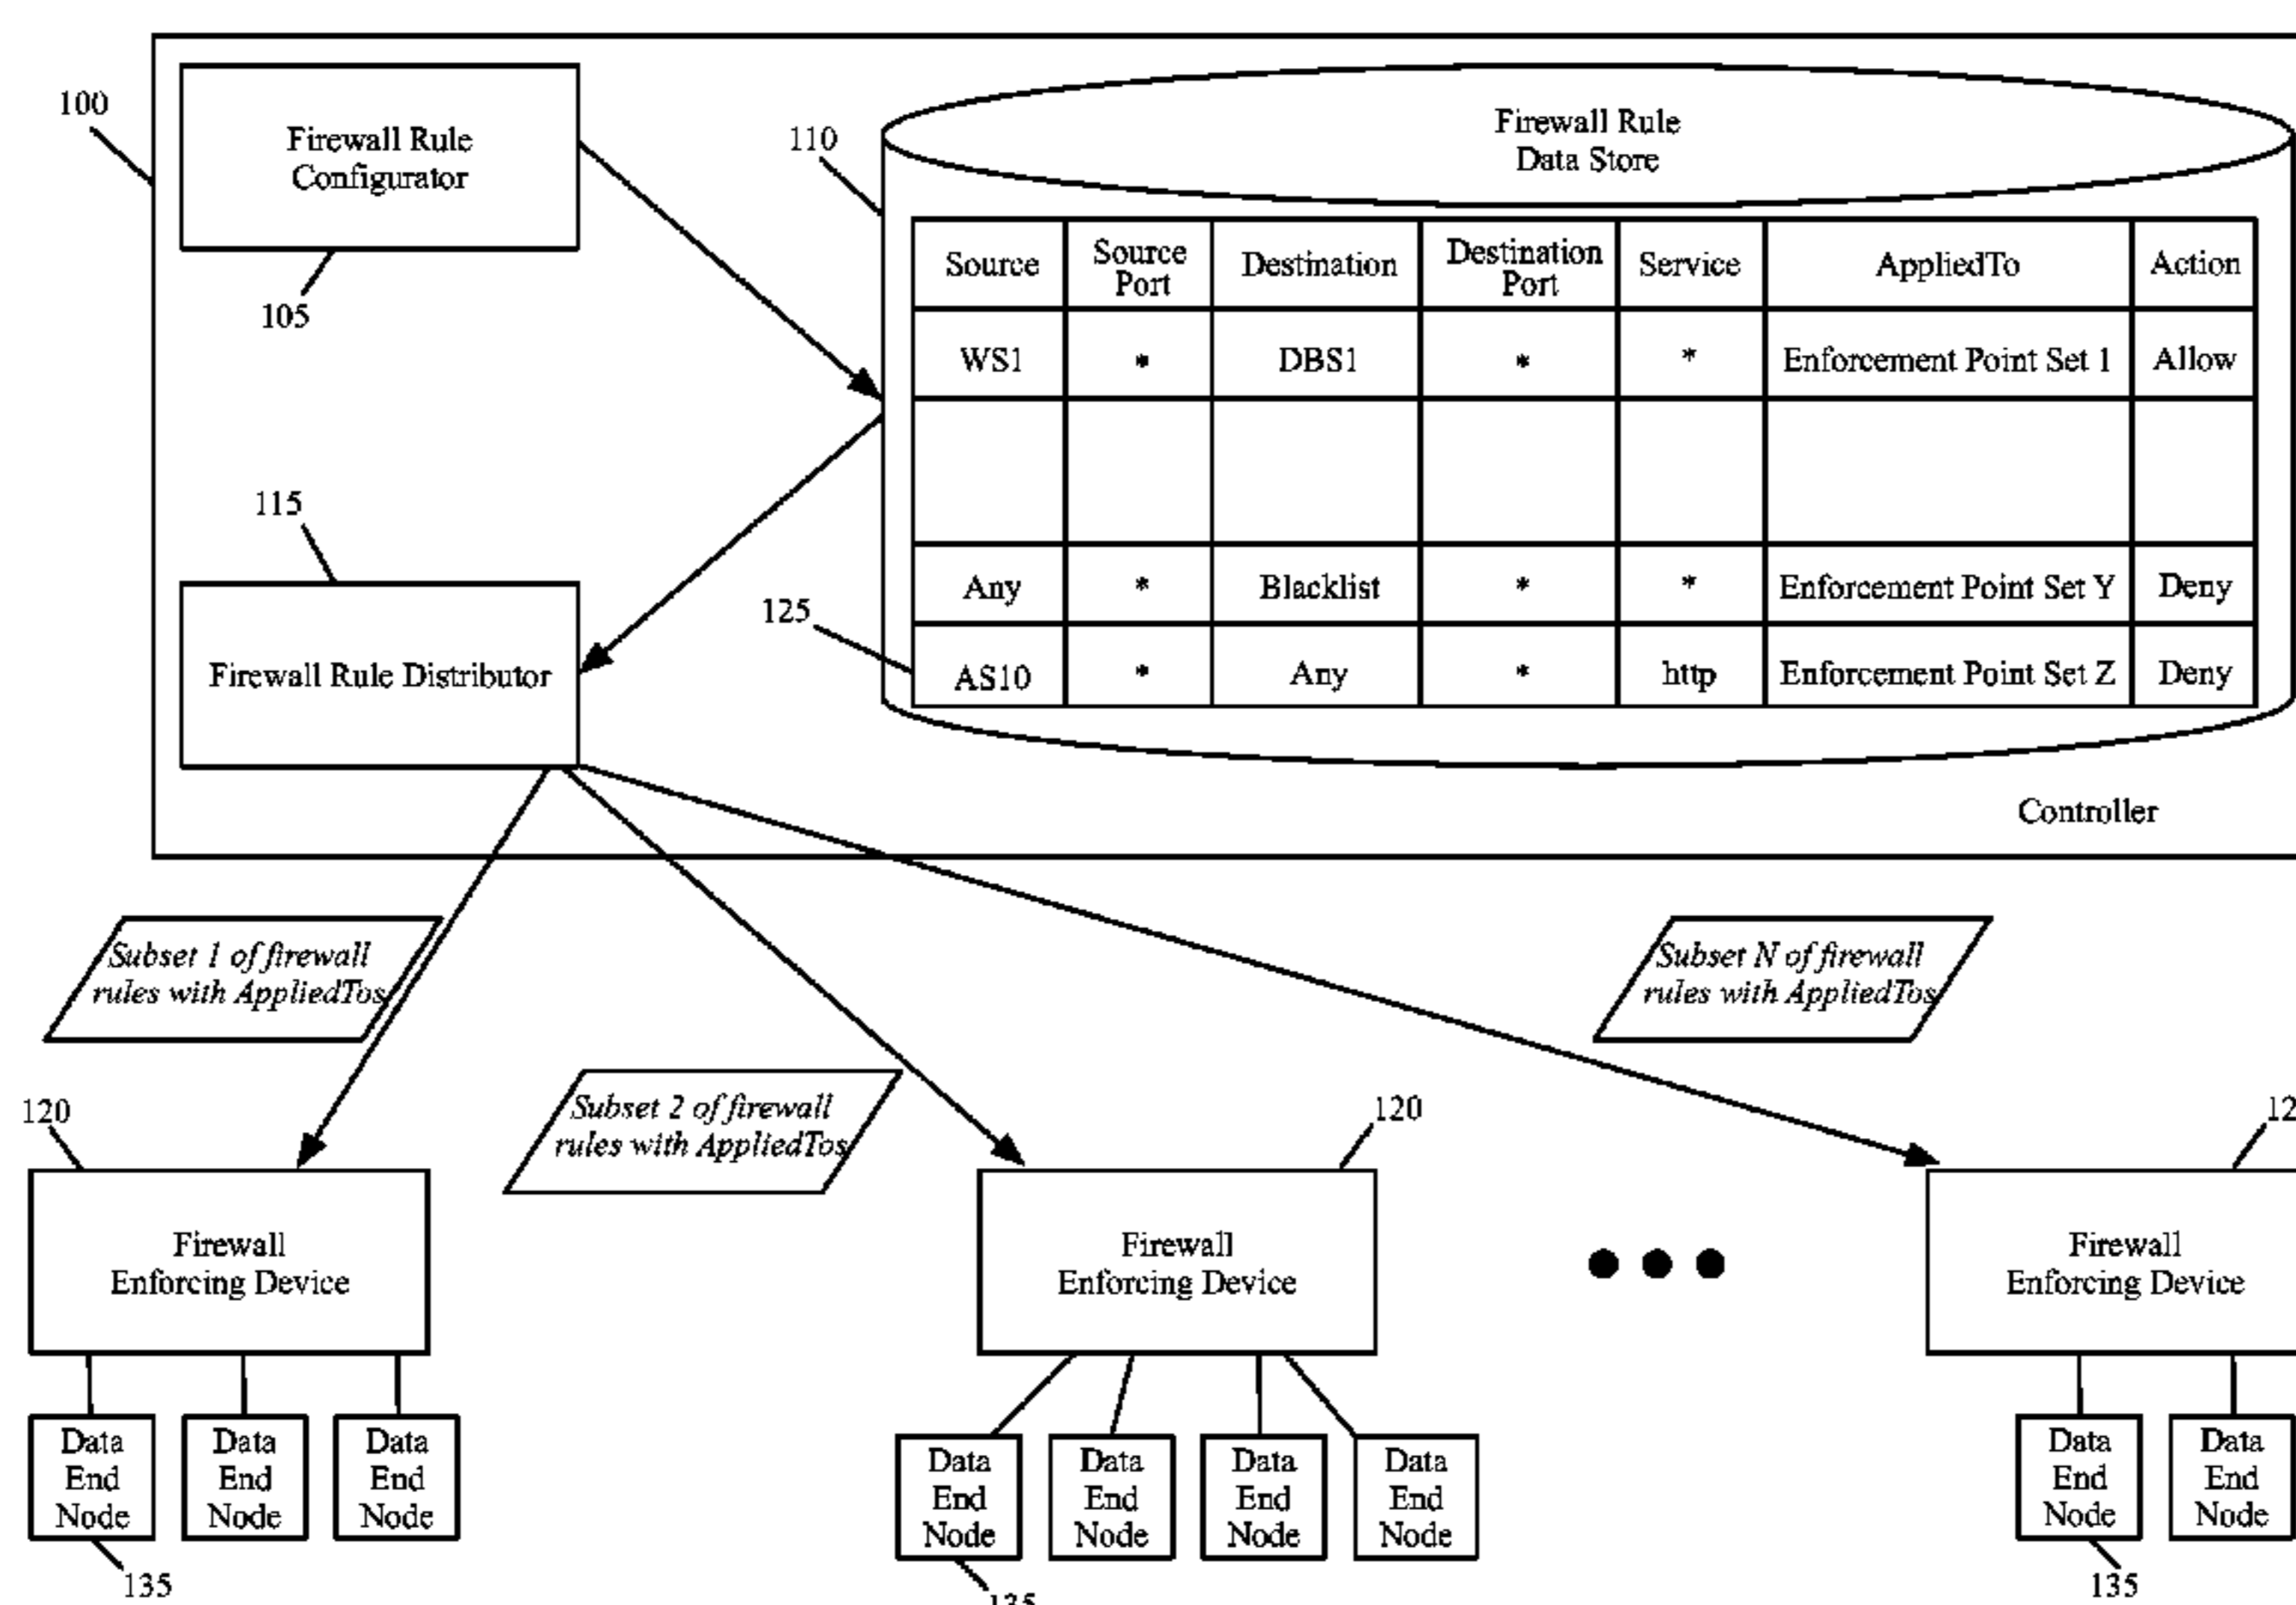 100
Firewall Rule
Configurator
105
110
Firewall Rule
Data Store
Source
Source
Port
Destination
Destination
Port
Service
AppliedTo
Action
WS1 * DBS1 * * Enforcement Point Set 1 Allow
Any * Blacklist * * Enforcement Point Set Y Deny
125
AS10 * Any * http Enforcement Point Set Z Deny
115
Firewall Rule Distributor
Controller
Subset 1 of firewall
rules with AppliedTos
Subset 2 of firewall
rules with AppliedTos
Subset N of firewall
rules with AppliedTos
120
Firewall
Enforcing Device
120
Firewall
Enforcing Device
12
Firewall
Enforcing Device
Data
End
Node
Data
End
Node
Data
End
Node
135
Data
End
Node
Data
End
Node
Data
End
Node
Data
End
Node
135
Data
End
Node
Data
End
Node
135